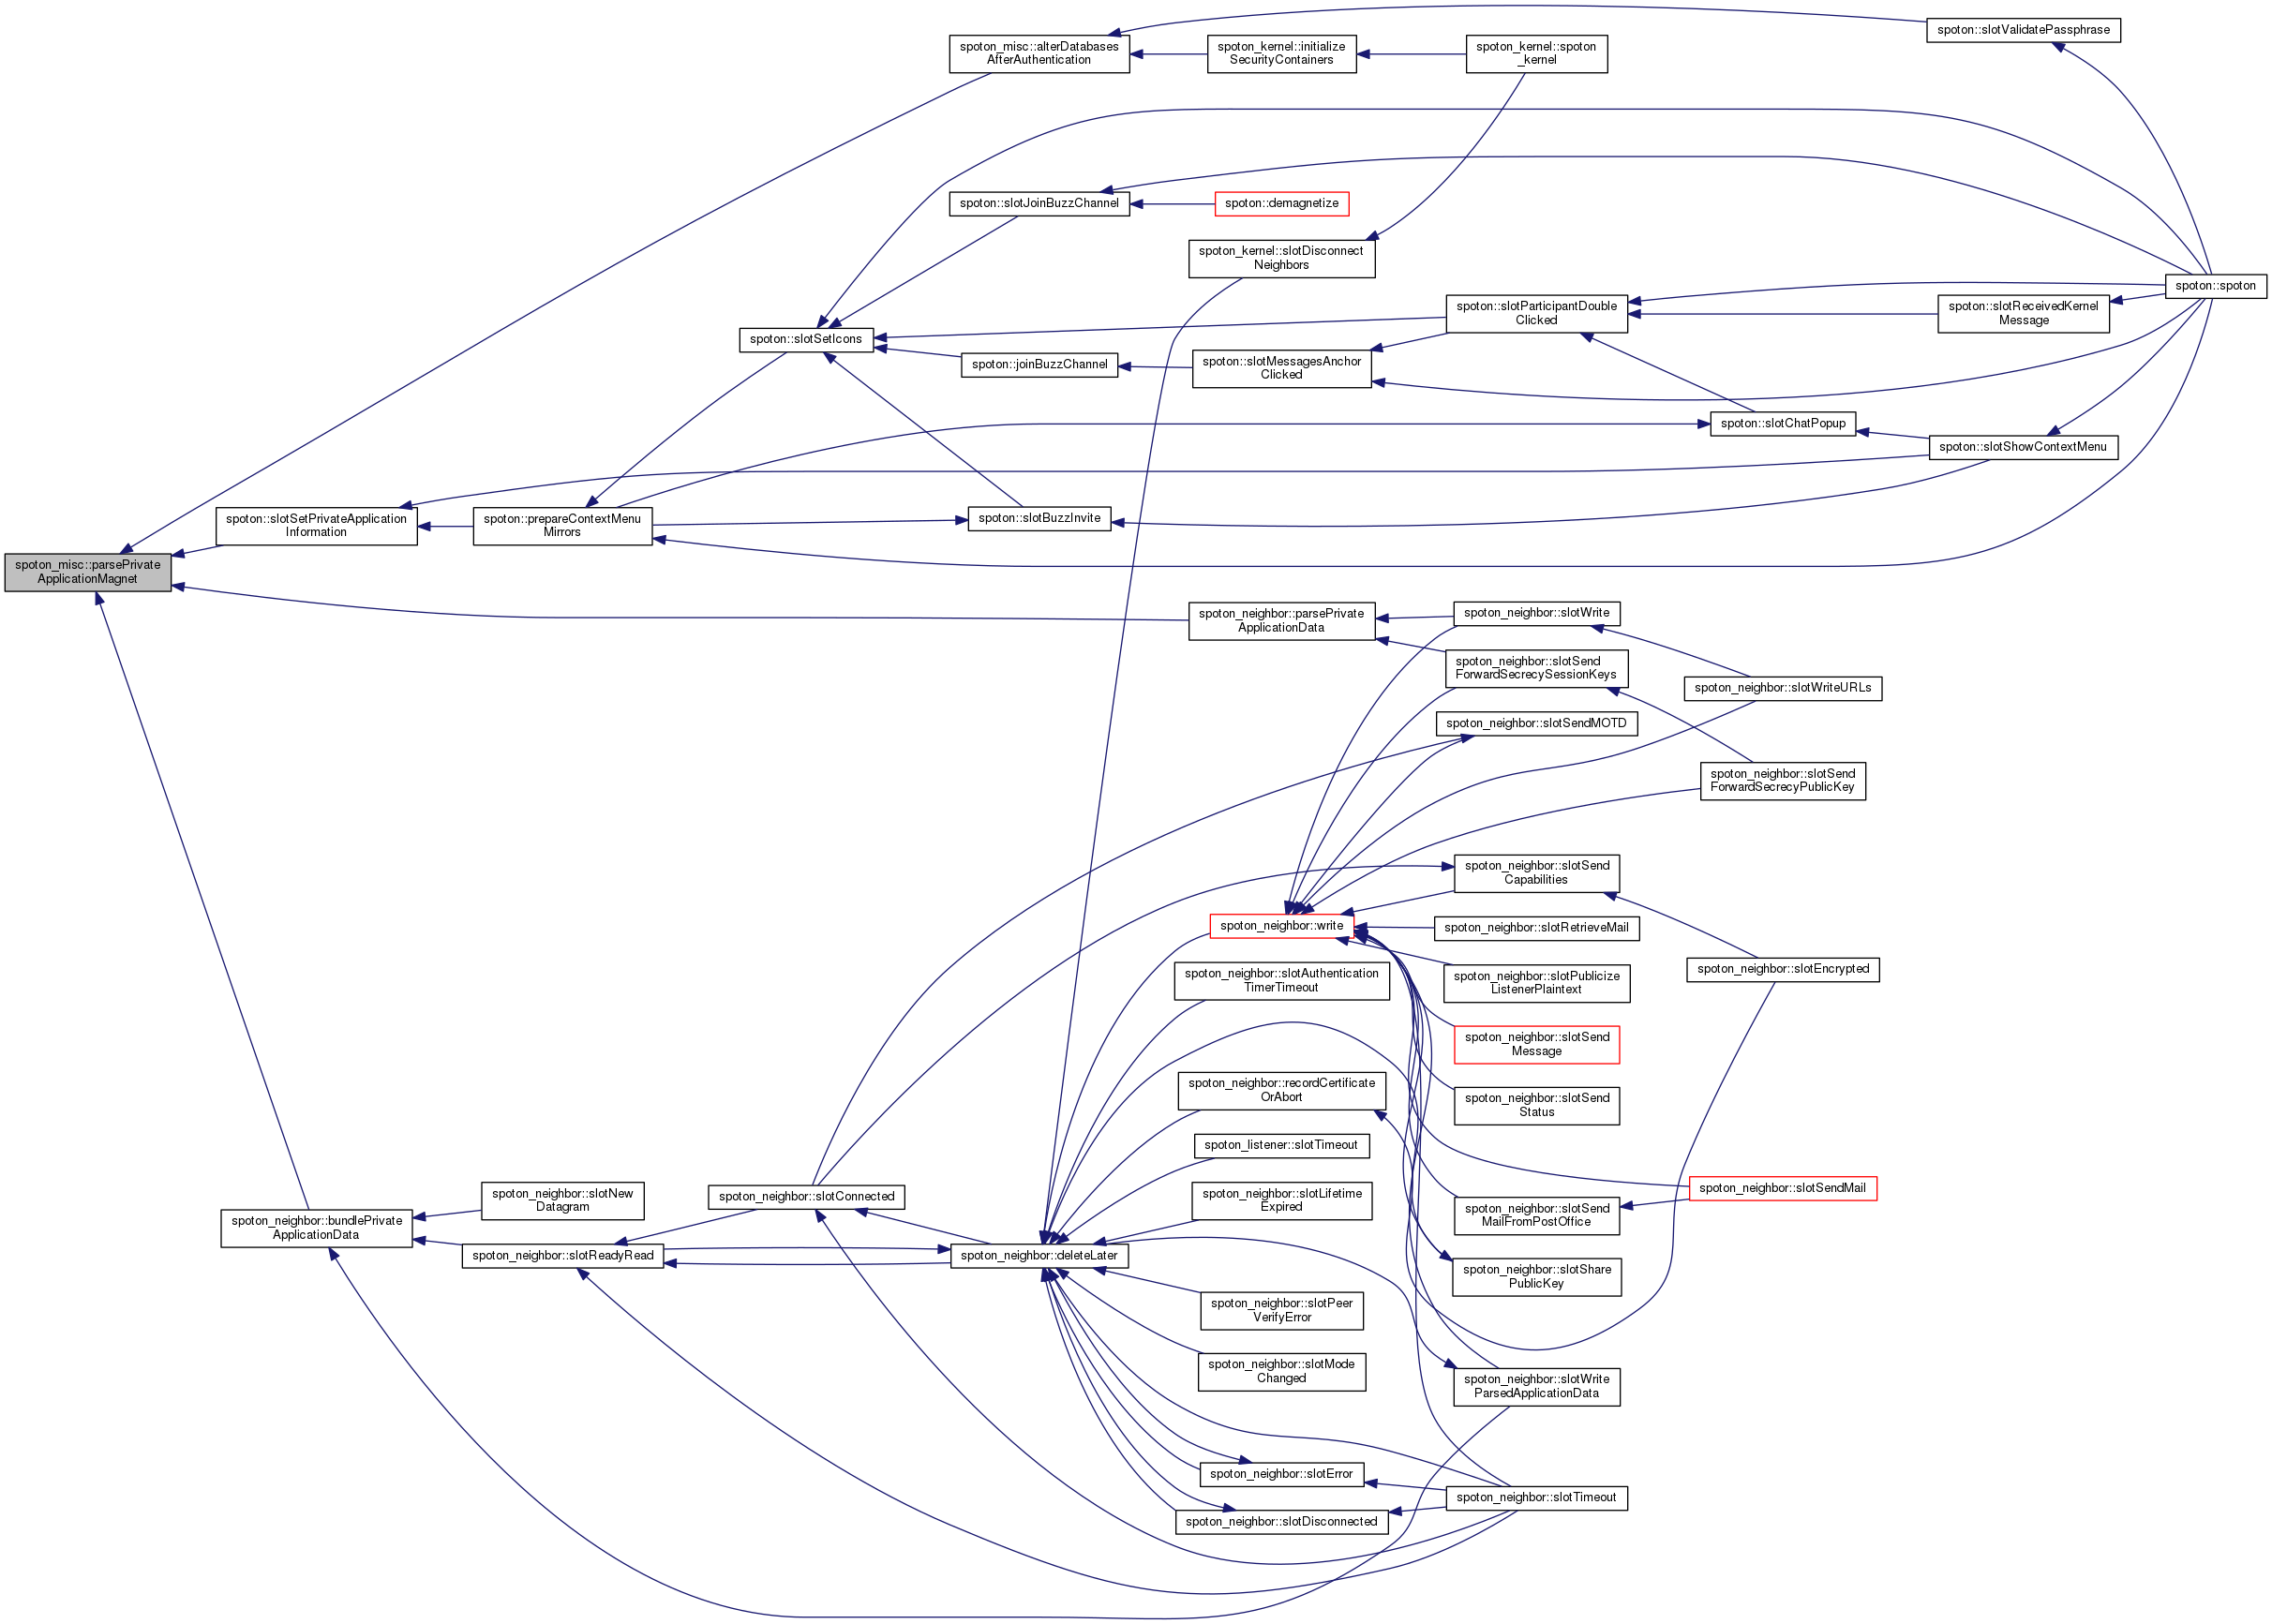 spoton_misc::alterDatabases
AfterAuthentication
spoton_kernel::initialize
SecurityContainers
spoton_kernel::spoton
_kernel
spoton::slotValidatePassphrase
spoton::slotJoinBuzzChannel
spoton::demagnetize
spoton_kernel::slotDisconnect
Neighbors
spoton::spoton
spoton::slotParticipantDouble
Clicked
spoton::slotReceivedKernel
Message
spoton::slotSetIcons
spoton::joinBuzzChannel
spoton::slotMessagesAnchor
Clicked
spoton::slotChatPopup
spoton::slotShowContextMenu
spoton::slotSetPrivateApplication
Information
spoton::prepareContextMenu
Mirrors
spoton::slotBuzzInvite
spoton_misc::parsePrivate
ApplicationMagnet
spoton_neighbor::parsePrivate
ApplicationData
spoton_neighbor::slotWrite
spoton_neighbor::slotSend
ForwardSecrecySessionKeys
spoton_neighbor::slotWriteURLs
spoton_neighbor::slotSendMOTD
spoton_neighbor::slotSend
ForwardSecrecyPublicKey
spoton_neighbor::slotSend
Capabilities
spoton_neighbor::write
spoton_neighbor::slotRetrieveMail
spoton_neighbor::slotAuthentication
TimerTimeout
spoton_neighbor::slotPublicize
ListenerPlaintext
spoton_neighbor::slotEncrypted
spoton_neighbor::slotSend
Message
spoton_neighbor::recordCertificate
OrAbort
spoton_neighbor::slotSend
Status
spoton_listener::slotTimeout
spoton_neighbor::slotSendMail
spoton_neighbor::slotNew
Datagram
spoton_neighbor::slotConnected
spoton_neighbor::slotLifetime
Expired
spoton_neighbor::slotSend
MailFromPostOffice
spoton_neighbor::bundlePrivate
ApplicationData
spoton_neighbor::slotReadyRead
spoton_neighbor::deleteLater
spoton_neighbor::slotShare
PublicKey
spoton_neighbor::slotPeer
VerifyError
spoton_neighbor::slotMode
Changed
spoton_neighbor::slotWrite
ParsedApplicationData
spoton_neighbor::slotError
spoton_neighbor::slotTimeout
spoton_neighbor::slotDisconnected